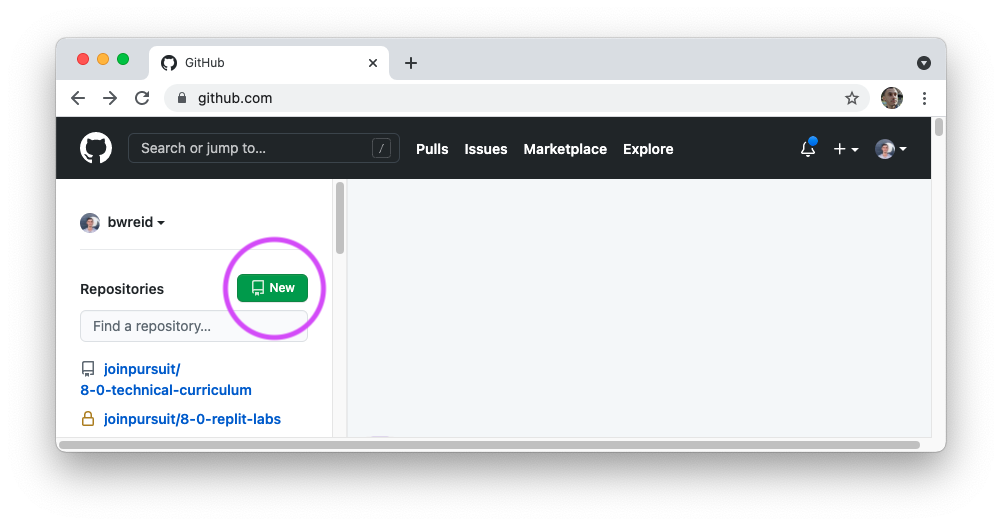 GitHub
github.com
Search or jump to... /
Pulls Issues Marketplace Explore
bwreid
Repositories New
Find a repository...
joinpursuit/
8-0-technical-curriculum
joinpursuit/8-0-replit-labs